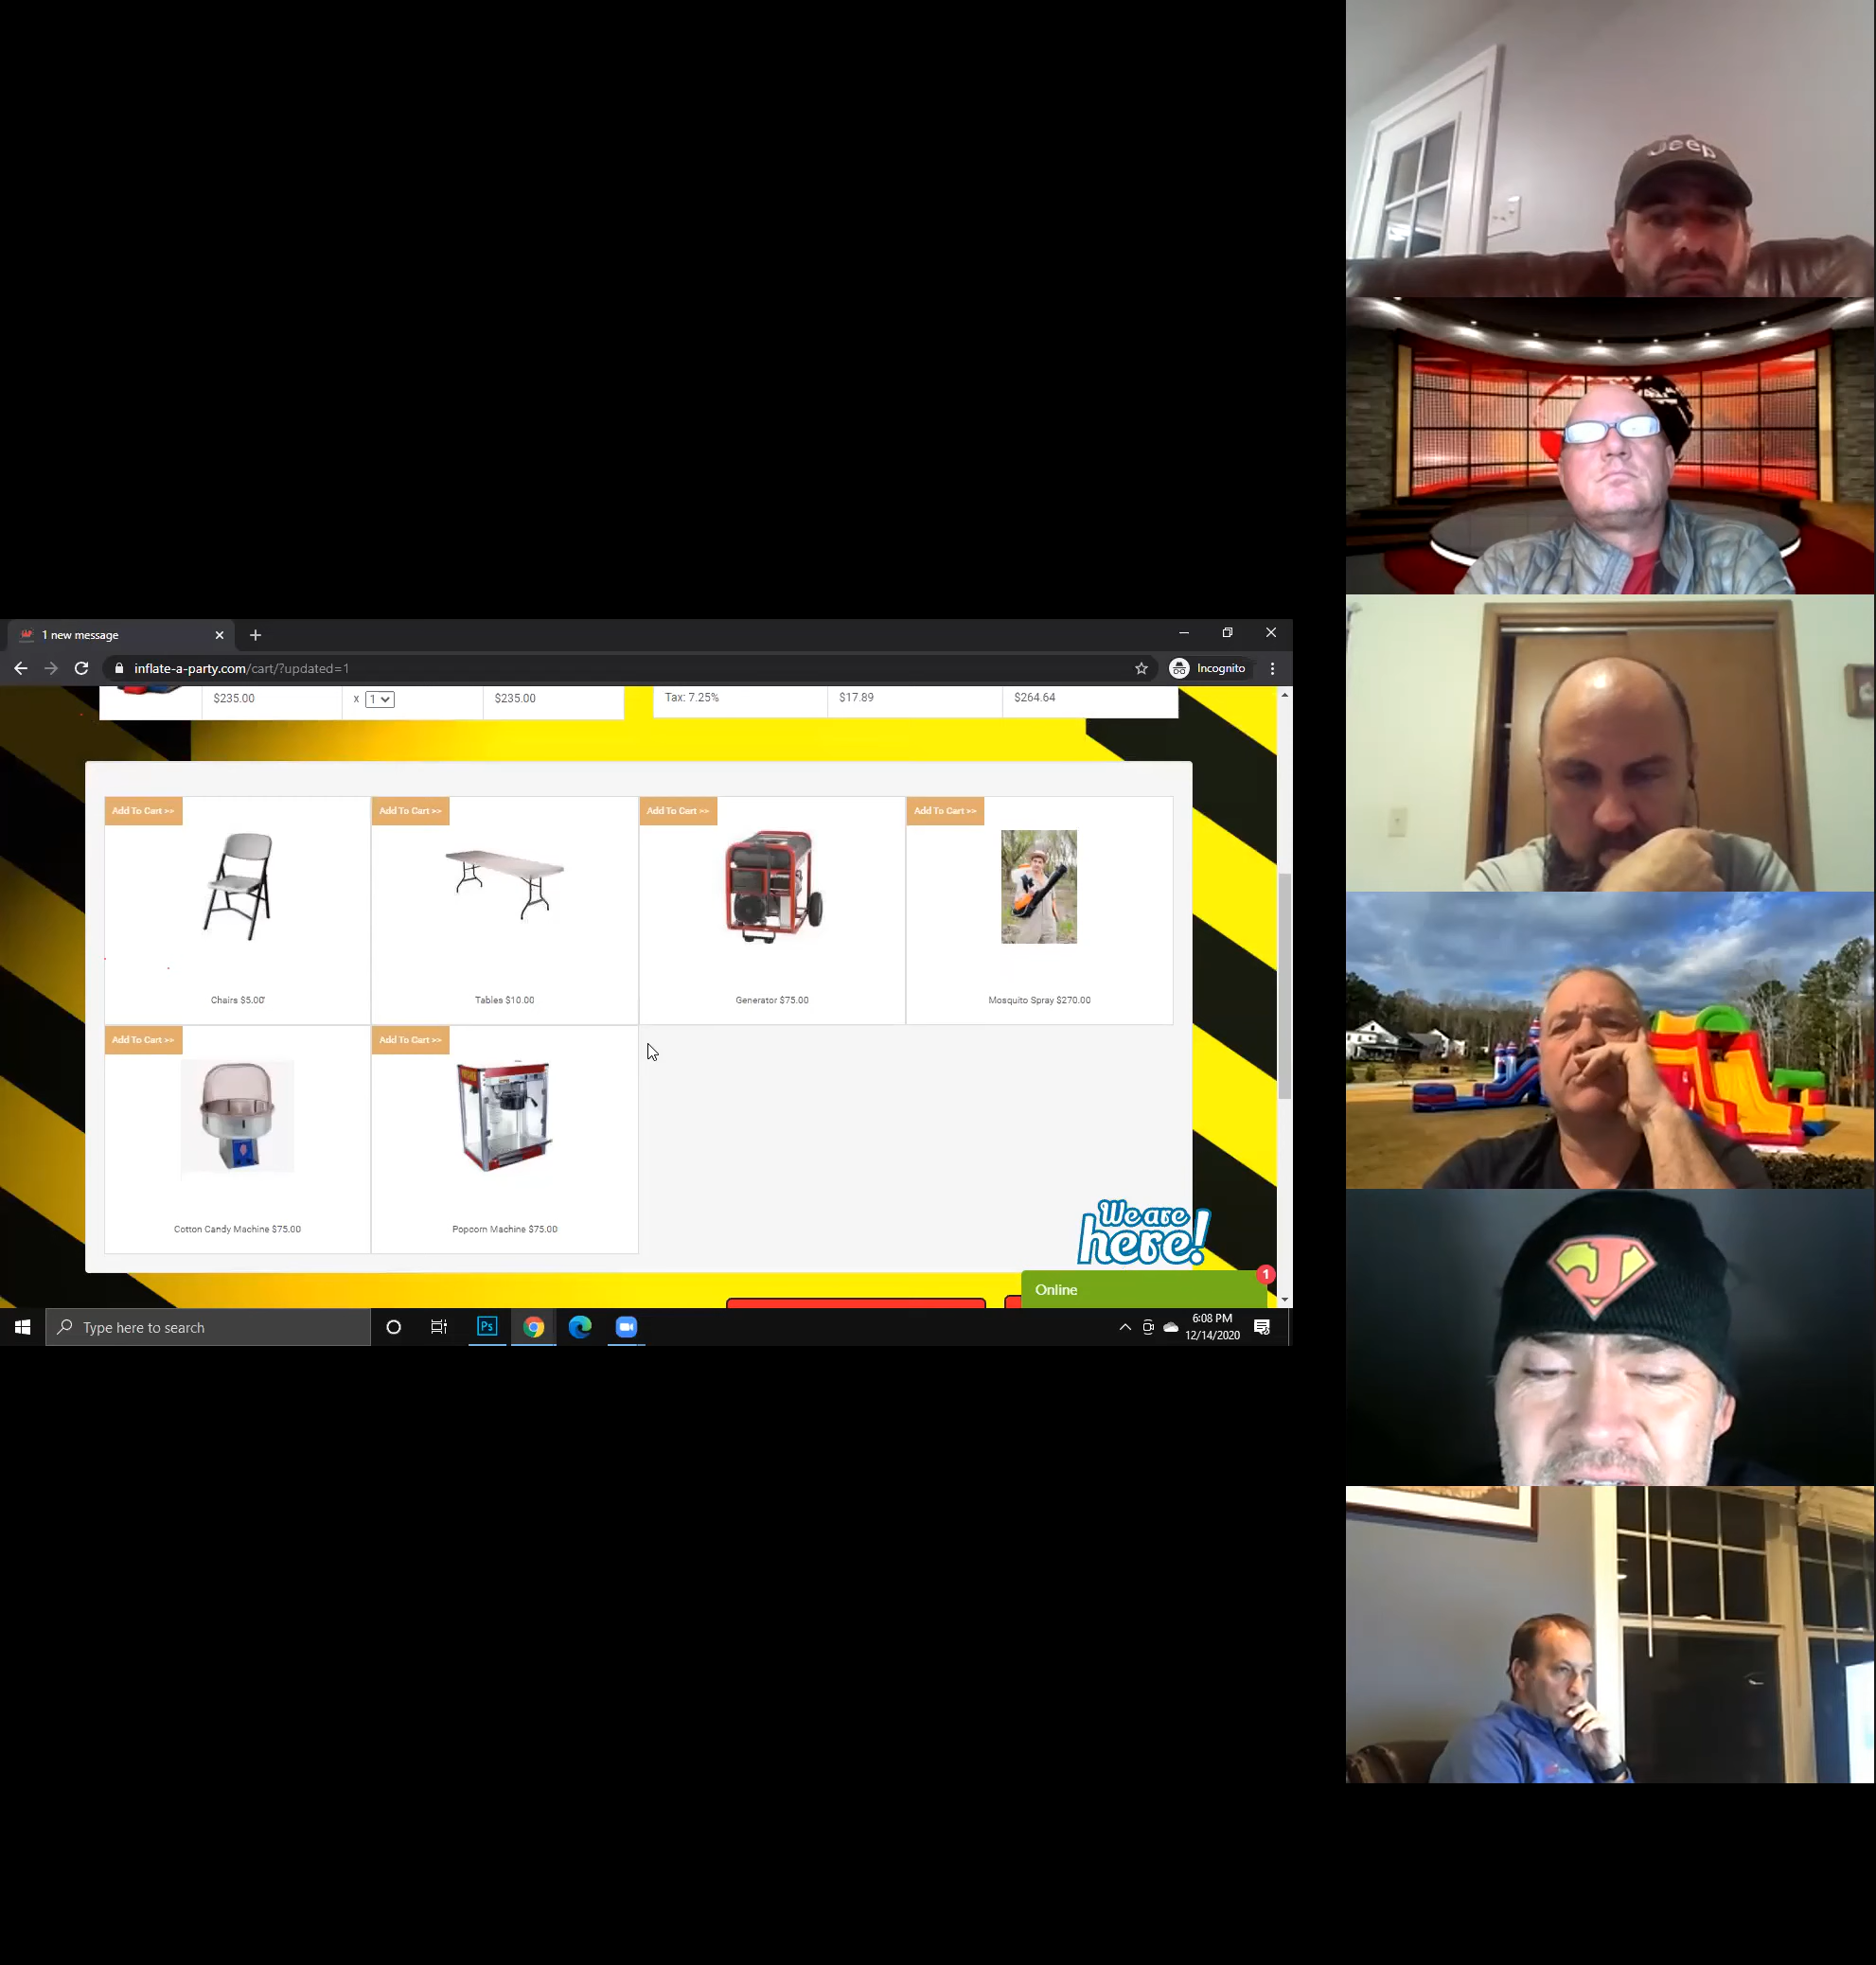 Jeep
1 new message
inflate-a-party.com/cart/?updated=1
Incognito
$235.00
x 1
$235.00
Tax: 7.25%
$17.89
$264.64
Add To Cart >>
Add To Cart >>
Add To Cart >>
Add To Cart >>
Chairs $5.00
Tables $10.00
Generator $75.00
Mosquito Spray $270.00
Add To Cart >>
Add To Cart >>
Cotton Candy Machine $75.00
Popcorn Machine $75.00
We are
here!
1
Online
Type here to search
Ps
6:08 PM
12/14/2020
J